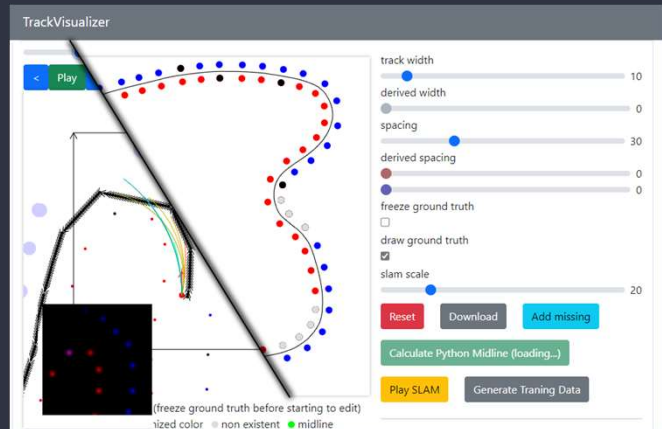 TrackVisualizer
< Play
track width
10
derived width
0
spacing
30
derived spacing
0
0
freeze ground truth
draw ground truth
slam scale
20
Reset Download Add missing
Calculate Python Midline (loading...)
Play SLAM Generate Traning Data
(freeze ground truth before starting to edit)
color non existent midline